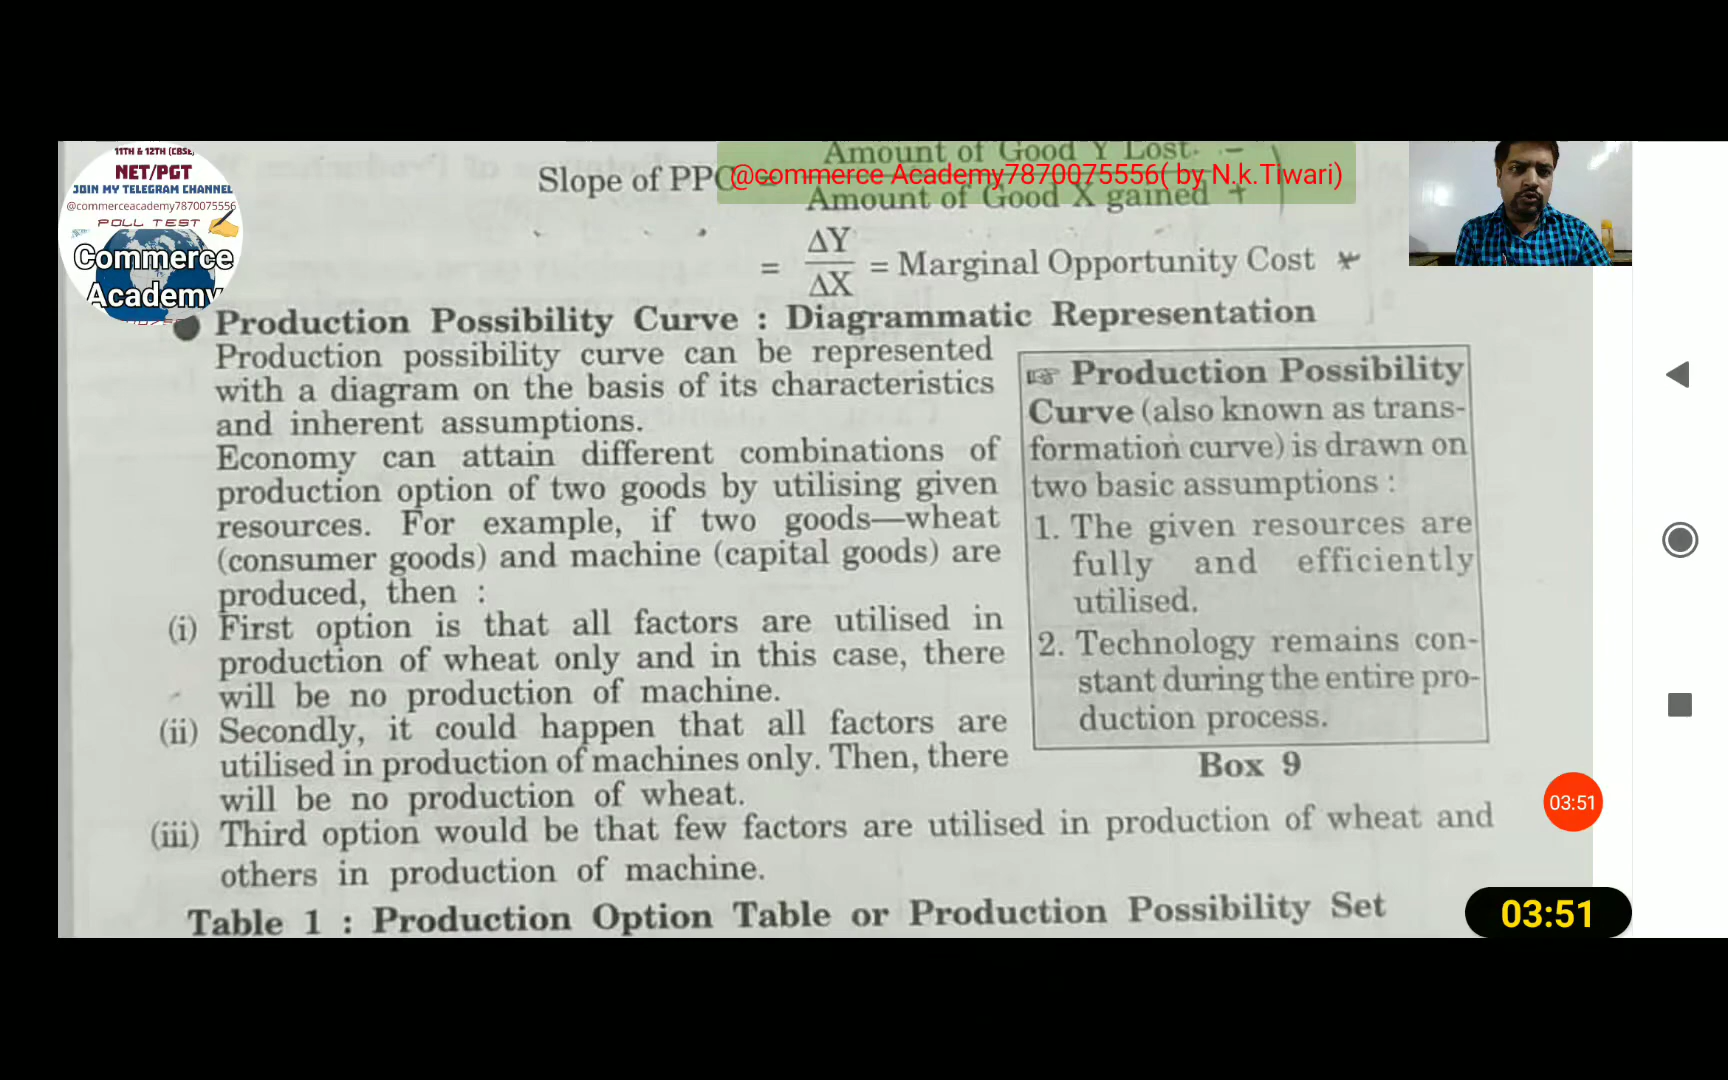 11TH & 12TH (CBSE)
NET/PGT
JOIN MY TELEGRAM CHANNEL
@commerceacademy7870075556
POLL TEST
Commerce
Academy
Amount of Good Y Lost. -
Slope of PPC =
@commerce Academy7870075556( by N.k.Tiwari)
Amount of Good X gained +
ΔY
= = Marginal Opportunity Cost
ΔX
Production Possibility Curve : Diagrammatic Representation
Production possibility curve can be represented
with a diagram on the basis of its characteristics
and inherent assumptions.
Economy can attain different combinations of
production option of two goods by utilising given
resources. For example, if two goods—wheat
(consumer goods) and machine (capital goods) are
produced, then :
(i) First option is that all factors are utilised in
production of wheat only and in this case, there
will be no production of machine.
(ii) Secondly, it could happen that all factors are
utilised in production of machines only. Then, there
will be no production of wheat.
(iii) Third option would be that few factors are utilised in production of wheat and
others in production of machine.
☞ Production Possibility
Curve (also known as trans-
formation curve) is drawn on
two basic assumptions :
1. The given resources are
fully and efficiently
utilised.
2. Technology remains con-
stant during the entire pro-
duction process.
Box 9
Table 1 : Production Option Table or Production Possibility Set
03:51
03:51